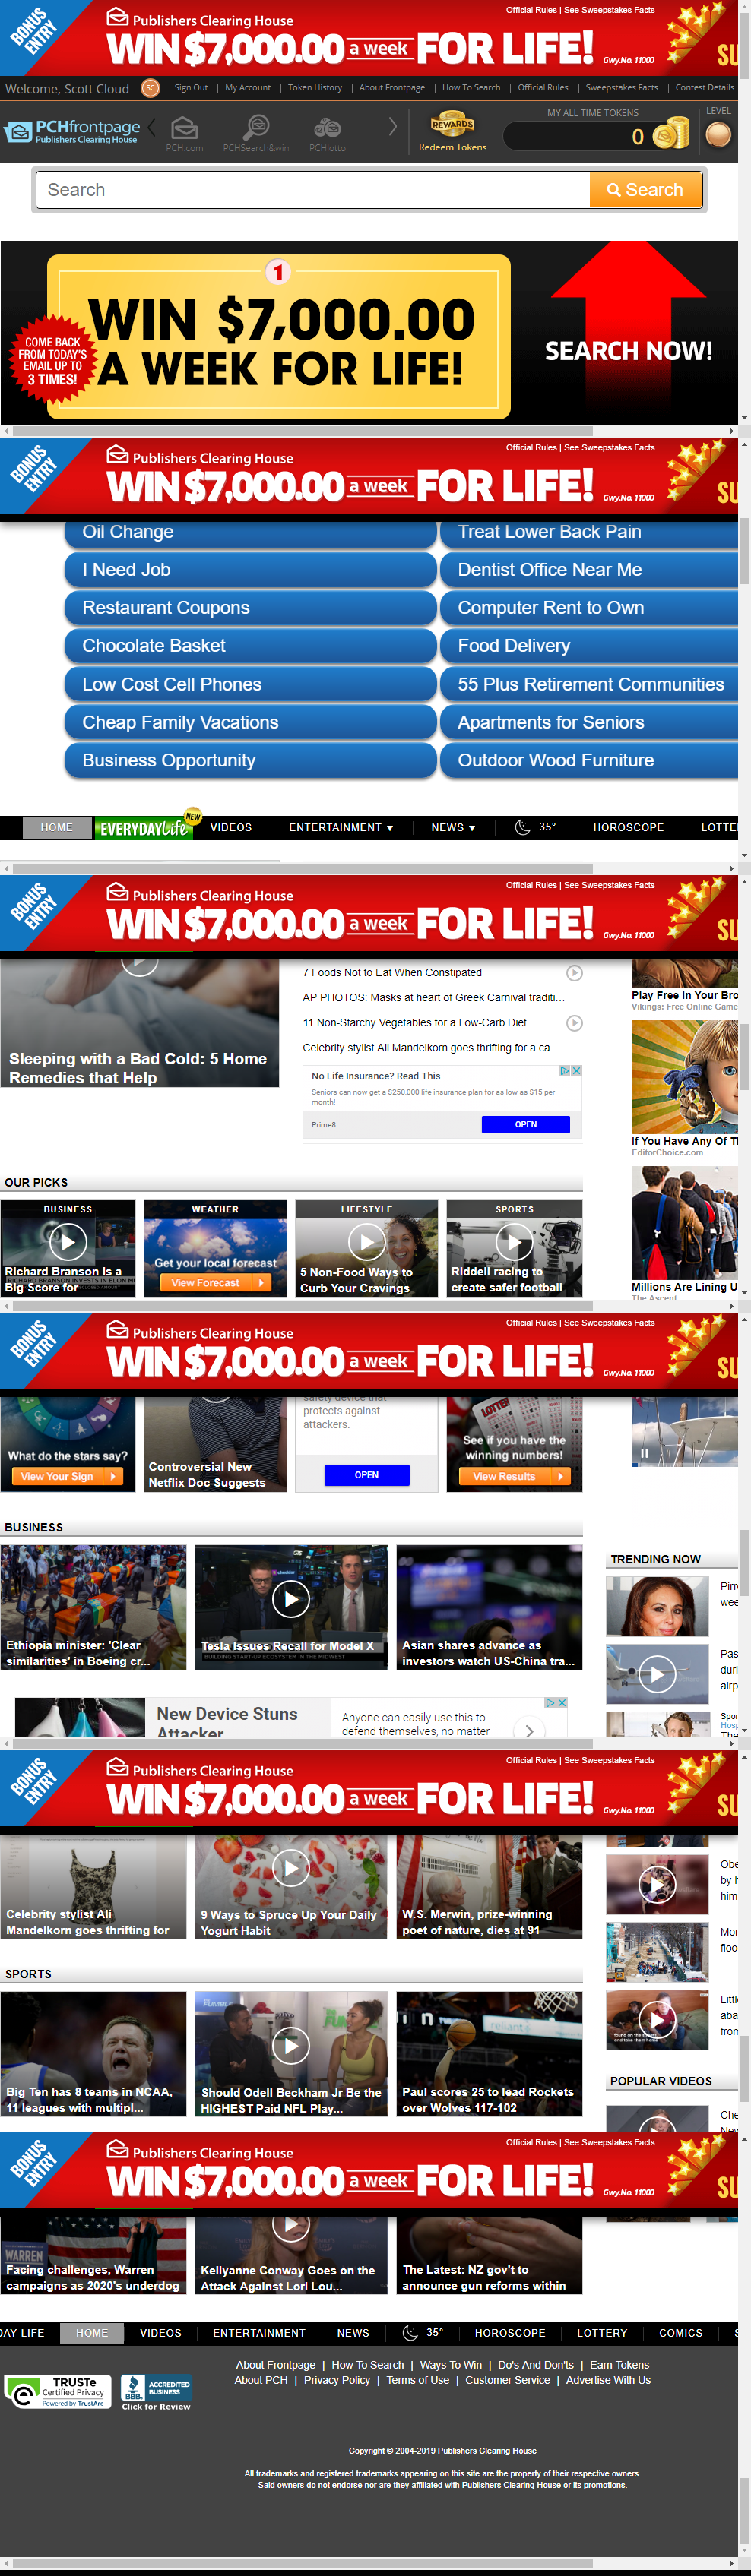 BONUS ENTRY
Official Rules | See Sweepstakes Facts
Publishers Clearing House
WIN $7,000.00 a week FOR LIFE!
Gwy.No. 11000
SU
Welcome, Scott Cloud
SC
Sign Out | My Account | Token History | About Frontpage | How To Search | Official Rules | Sweepstakes Facts | Contest Details
PCHfrontpage
Publishers Clearing House
PCH.com
PCHSearch&win
PCHlotto
REWARDS
Redeem Tokens
MY ALL TIME TOKENS
0
LEVEL
Search
Search
1
WIN $7,000.00
A WEEK FOR LIFE!
COME BACK
FROM TODAY'S
EMAIL UP TO
3 TIMES!
SEARCH NOW!
BONUS ENTRY
Official Rules | See Sweepstakes Facts
Publishers Clearing House
WIN $7,000.00 a week FOR LIFE!
Gwy.No. 11000
SU
Oil Change
Treat Lower Back Pain
I Need Job
Dentist Office Near Me
Restaurant Coupons
Computer Rent to Own
Chocolate Basket
Food Delivery
Low Cost Cell Phones
55 Plus Retirement Communities
Cheap Family Vacations
Apartments for Seniors
Business Opportunity
Outdoor Wood Furniture
HOME
EVERYDAY Life
NEW
VIDEOS
ENTERTAINMENT ▼
NEWS ▼
35°
HOROSCOPE
LOTTE
BONUS ENTRY
Official Rules | See Sweepstakes Facts
Publishers Clearing House
WIN $7,000.00 a week FOR LIFE!
Gwy.No. 11000
SU
Sleeping with a Bad Cold: 5 Home
Remedies that Help
7 Foods Not to Eat When Constipated
AP PHOTOS: Masks at heart of Greek Carnival traditi...
11 Non-Starchy Vegetables for a Low-Carb Diet
Celebrity stylist Ali Mandelkorn goes thrifting for a ca...
No Life Insurance? Read This
Seniors can now get a $250,000 life insurance plan for as low as $15 per
month!
Prime8
OPEN
Play Free In Your Bro
Vikings: Free Online Game
If You Have Any Of Tl
EditorChoice.com
Millions Are Lining U
The Ascent
OUR PICKS
BUSINESS
Richard Branson Is a
Big Score for
WEATHER
Get your local forecast
View Forecast
LIFESTYLE
5 Non-Food Ways to
Curb Your Cravings
SPORTS
Riddell racing to
create safer football
BONUS ENTRY
Official Rules | See Sweepstakes Facts
Publishers Clearing House
WIN $7,000.00 a week FOR LIFE!
Gwy.No. 11000
SU
What do the stars say?
View Your Sign
Controversial New
Netflix Doc Suggests
safety device that
protects against
attackers.
OPEN
LOTTERY
See if you have the
winning numbers!
View Results
BUSINESS
Ethiopia minister: 'Clear
similarities' in Boeing cr...
Tesla Issues Recall for Model X
BUILDING START-UP ECOSYSTEM IN THE MIDWEST
Asian shares advance as
investors watch US-China tra...
New Device Stuns
Attacker
Anyone can easily use this to
defend themselves, no matter
TRENDING NOW
Pirr
wee
Pas
duri
airp
Spor
Hosp
The
BONUS ENTRY
Official Rules | See Sweepstakes Facts
Publishers Clearing House
WIN $7,000.00 a week FOR LIFE!
Gwy.No. 11000
SU
Celebrity stylist Ali
Mandelkorn goes thrifting for
9 Ways to Spruce Up Your Daily
Yogurt Habit
W.S. Merwin, prize-winning
poet of nature, dies at 91
Obe
by h
him
Mor
floo
Littl
aba
from
SPORTS
Big Ten has 8 teams in NCAA,
11 leagues with multipl...
Should Odell Beckham Jr Be the
HIGHEST Paid NFL Play...
Paul scores 25 to lead Rockets
over Wolves 117-102
POPULAR VIDEOS
Che
New
BONUS ENTRY
Official Rules | See Sweepstakes Facts
Publishers Clearing House
WIN $7,000.00 a week FOR LIFE!
Gwy.No. 11000
SU
WARREN
Facing challenges, Warren
campaigns as 2020's underdog
Kellyanne Conway Goes on the
Attack Against Lori Lou...
The Latest: NZ gov't to
announce gun reforms within
DAY LIFE
HOME
VIDEOS
ENTERTAINMENT
NEWS
35°
HOROSCOPE
LOTTERY
COMICS
S
TRUSTe
Certified Privacy
Powered by TrustArc
BBB
ACCREDITED
BUSINESS
Click for Review
About Frontpage | How To Search | Ways To Win | Do's And Don'ts | Earn Tokens
About PCH | Privacy Policy | Terms of Use | Customer Service | Advertise With Us
Copyright © 2004-2019 Publishers Clearing House
All trademarks and registered trademarks appearing on this site are the property of their respective owners.
Said owners do not endorse nor are they affiliated with Publishers Clearing House or its promotions.